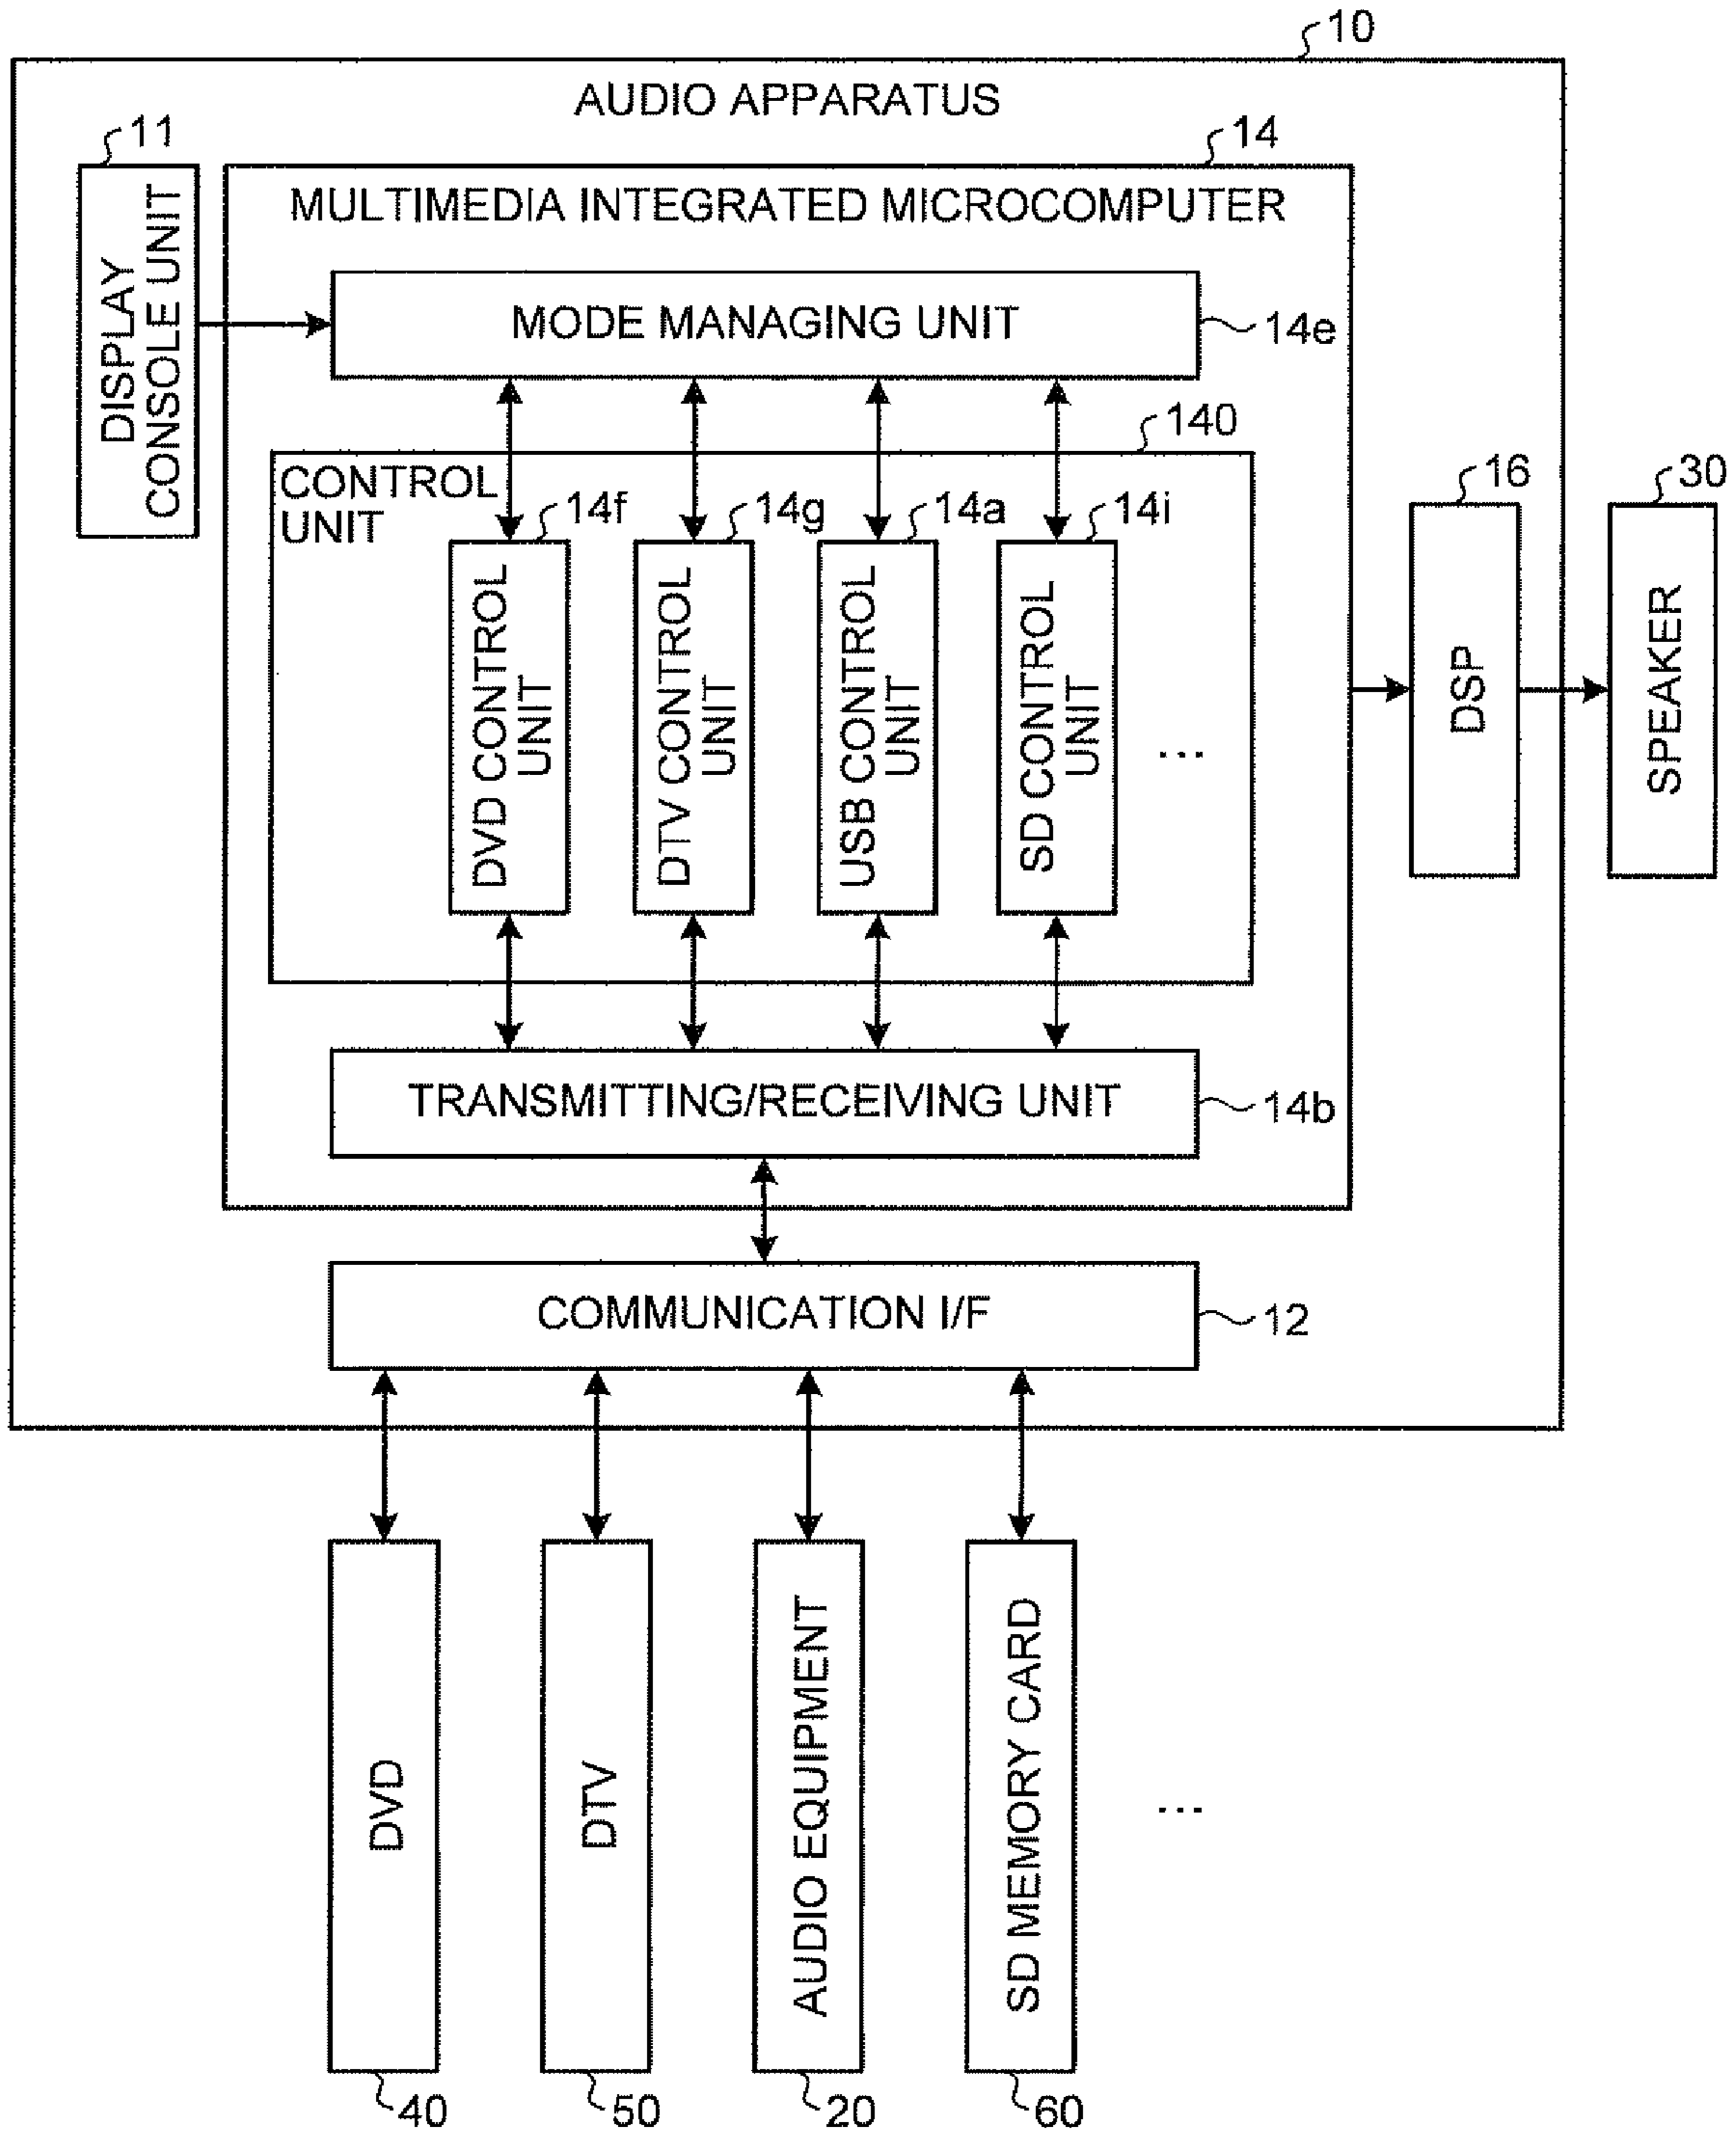 10
AUDIO APPARATUS
11
14
DISPLAY
CONSOLE UNIT
MULTIMEDIA INTEGRATED MICROCOMPUTER
MODE MANAGING UNIT
14e
140
CONTROL
UNIT
14f
14g
14a
14i
16
30
DVD CONTROL
UNIT
DTV CONTROL
UNIT
USB CONTROL
UNIT
SD CONTROL
UNIT
...
DSP
SPEAKER
TRANSMITTING/RECEIVING UNIT
14b
COMMUNICATION I/F
12
DVD
DTV
AUDIO EQUIPMENT
SD MEMORY CARD
...
40
50
20
60